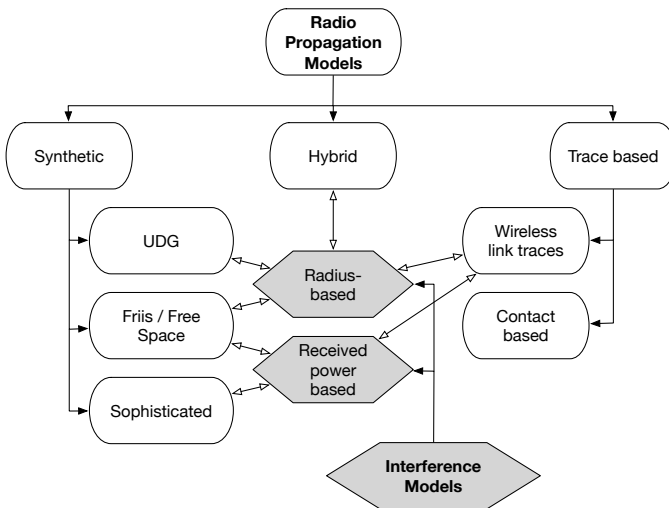 Radio
Propagation
Models
Synthetic
Hybrid
Trace based
UDG
Radius-
based
Wireless
link traces
Friis / Free
Space
Received
power
based
Contact
based
Sophisticated
Interference
Models